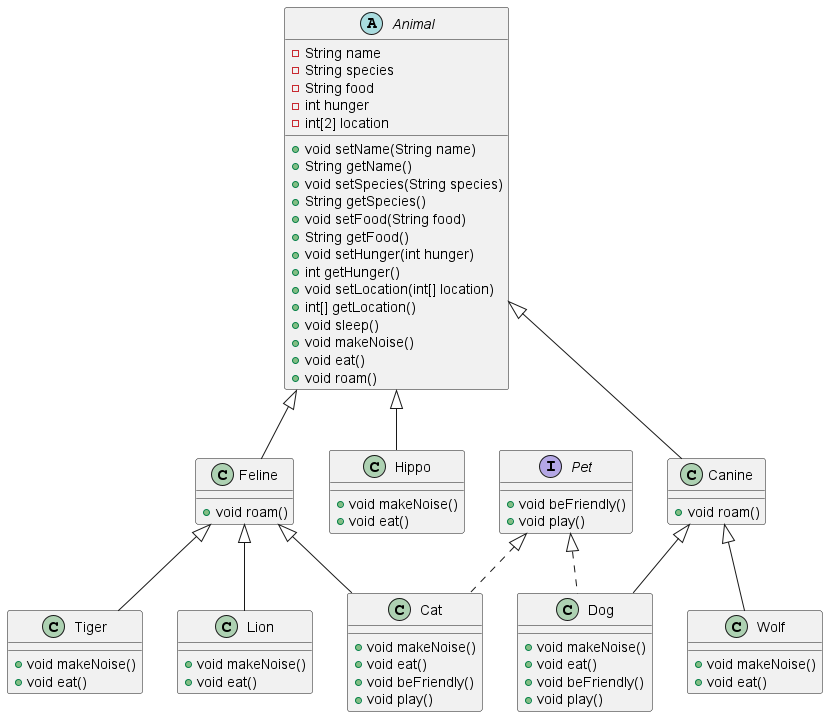 A Animal
String name
String species
String food
int hunger
int[2] location
void setName(String name)
String getName()
void setSpecies(String species)
String getSpecies()
void setFood(String food)
String getFood()
void setHunger(int hunger)
int getHunger()
void setLocation(int[] location)
int[] getLocation()
void sleep()
void makeNoise()
void eat()
void roam()
C Feline
void roam()
C Hippo
void makeNoise()
void eat()
I Pet
void beFriendly()
void play()
C Canine
void roam()
C Tiger
void makeNoise()
void eat()
C Lion
void makeNoise()
void eat()
C Cat
void makeNoise()
void eat()
void beFriendly()
void play()
C Dog
void makeNoise()
void eat()
void beFriendly()
void play()
C Wolf
void makeNoise()
void eat()